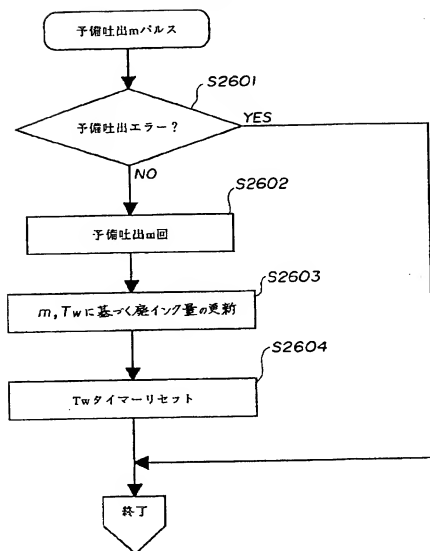 予備吐出mパルス
S2601
予備吐出エラー？
YES
NO
S2602
予備吐出m回
S2603
m,Twに基づく廃インク量の更新
S2604
Twタイマーリセット
終了